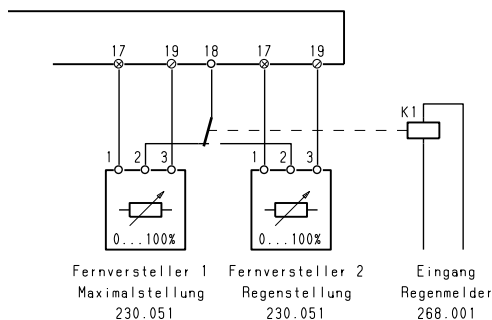 17 19 18 17 19
K1
1 2 3 1 2 3
0...100% 0...100%
Fernversteller 1 Fernversteller 2 Eingang
Maximalstellung Regenstellung Regenmelder
230.051 230.051 268.001